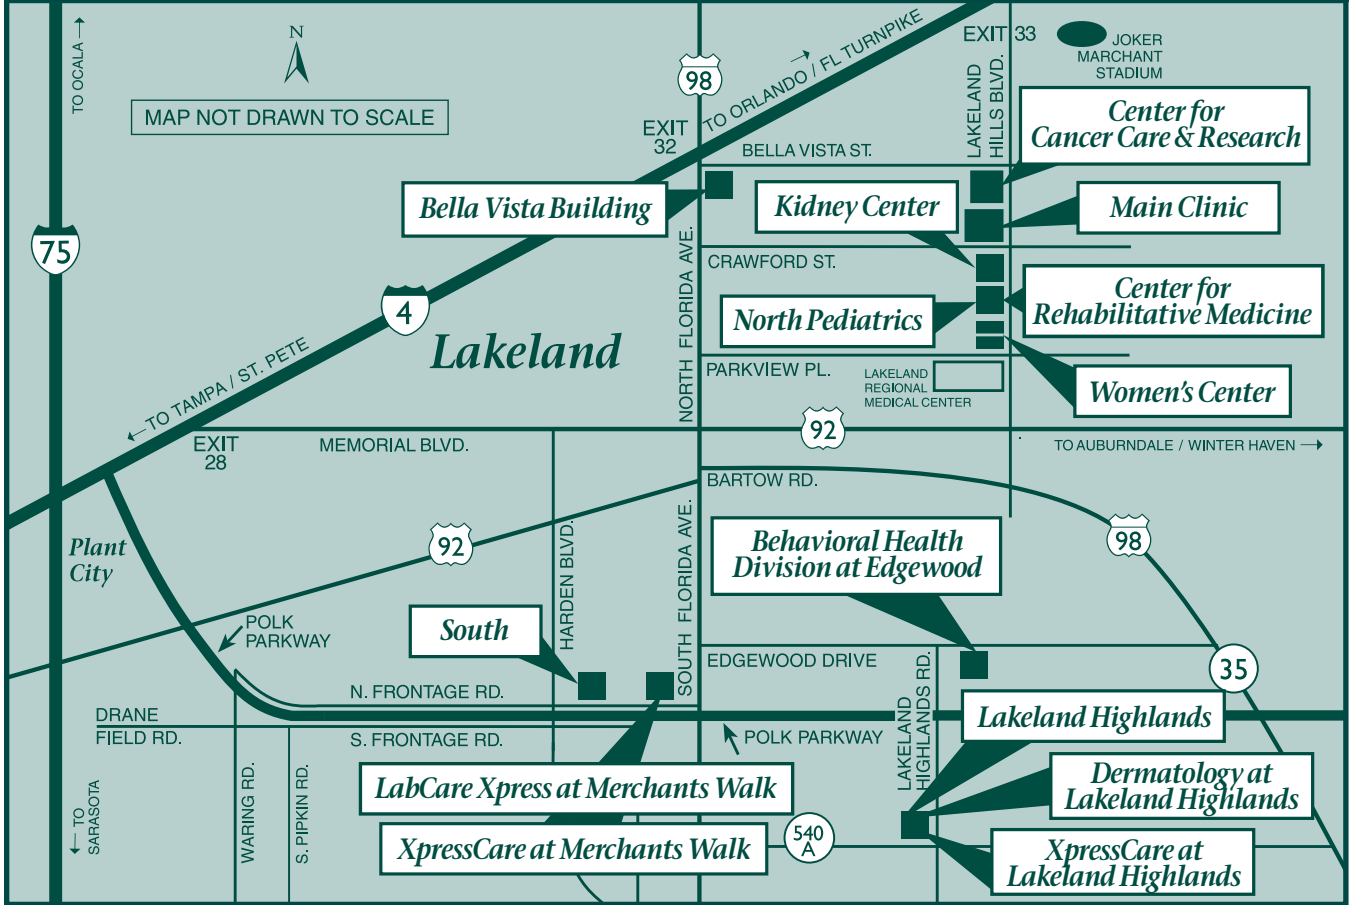 TO OCALA →
N
MAP NOT DRAWN TO SCALE
98
TO ORLANDO / FL TURNPIKE →
EXIT 33
JOKER
MARCHANT
STADIUM
LAKELAND
HILLS BLVD.
EXIT
32
BELLA VISTA ST.
Center for
Cancer Care & Research
Bella Vista Building
Kidney Center
Main Clinic
75
NORTH FLORIDA AVE.
CRAWFORD ST.
4
North Pediatrics
Center for
Rehabilitative Medicine
Lakeland
← TO TAMPA / ST. PETE
PARKVIEW PL.
LAKELAND
REGIONAL
MEDICAL CENTER
Women's Center
EXIT
28
MEMORIAL BLVD.
92
TO AUBURNDALE / WINTER HAVEN →
BARTOW RD.
Plant
City
92
HARDEN BLVD.
SOUTH FLORIDA AVE.
Behavioral Health
Division at Edgewood
98
POLK
PARKWAY
South
EDGEWOOD DRIVE
LAKELAND
HIGHLANDS RD.
35
N. FRONTAGE RD.
DRANE
FIELD RD.
S. FRONTAGE RD.
POLK PARKWAY
Lakeland Highlands
← TO
SARASOTA
WARING RD.
S. PIPKIN RD.
LabCare Xpress at Merchants Walk
Dermatology at
Lakeland Highlands
XpressCare at Merchants Walk
540
A
XpressCare at
Lakeland Highlands